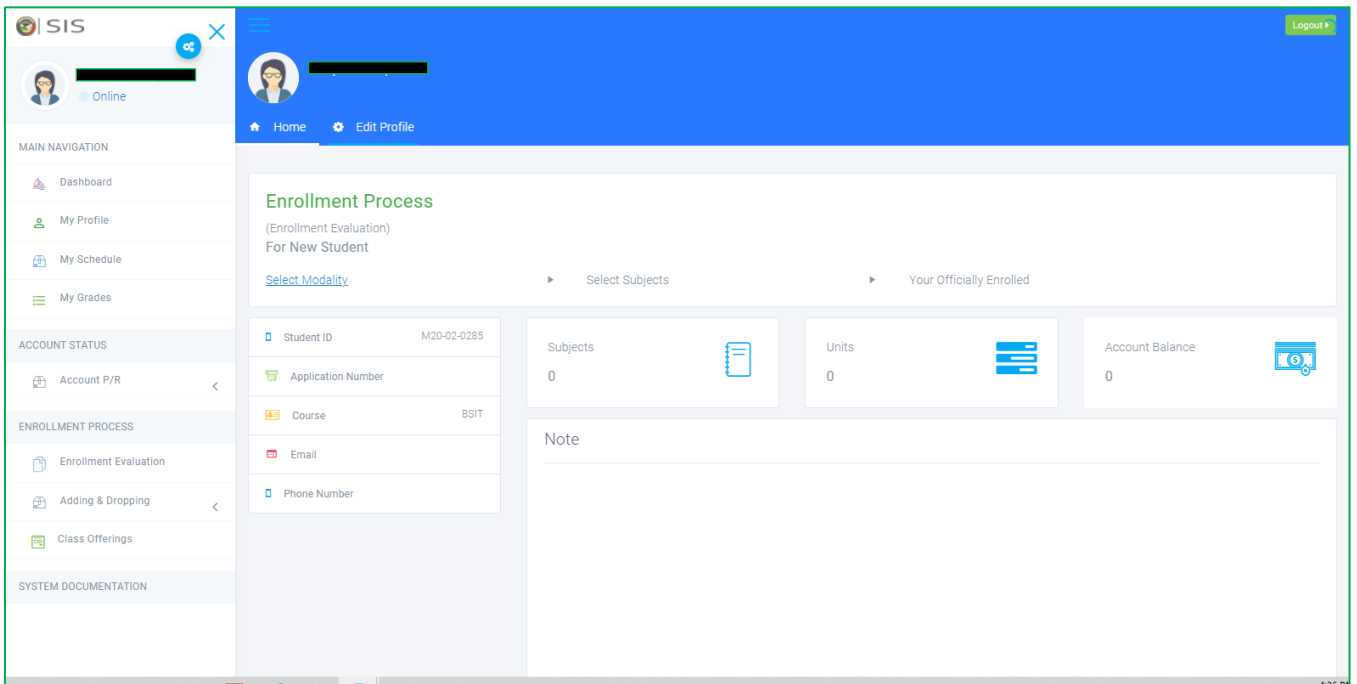 SIS
Logout
Online
Home
Edit Profile
MAIN NAVIGATION
Dashboard
My Profile
My Schedule
My Grades
ACCOUNT STATUS
Account P/R
ENROLLMENT PROCESS
Enrollment Evaluation
Adding & Dropping
Class Offerings
SYSTEM DOCUMENTATION
Enrollment Process
(Enrollment Evaluation)
For New Student
Select Modality
Select Subjects
Your Officially Enrolled
Student ID M20-02-0285
Application Number
Course BSIT
Email
Phone Number
Subjects
0
Units
0
Account Balance
0
Note